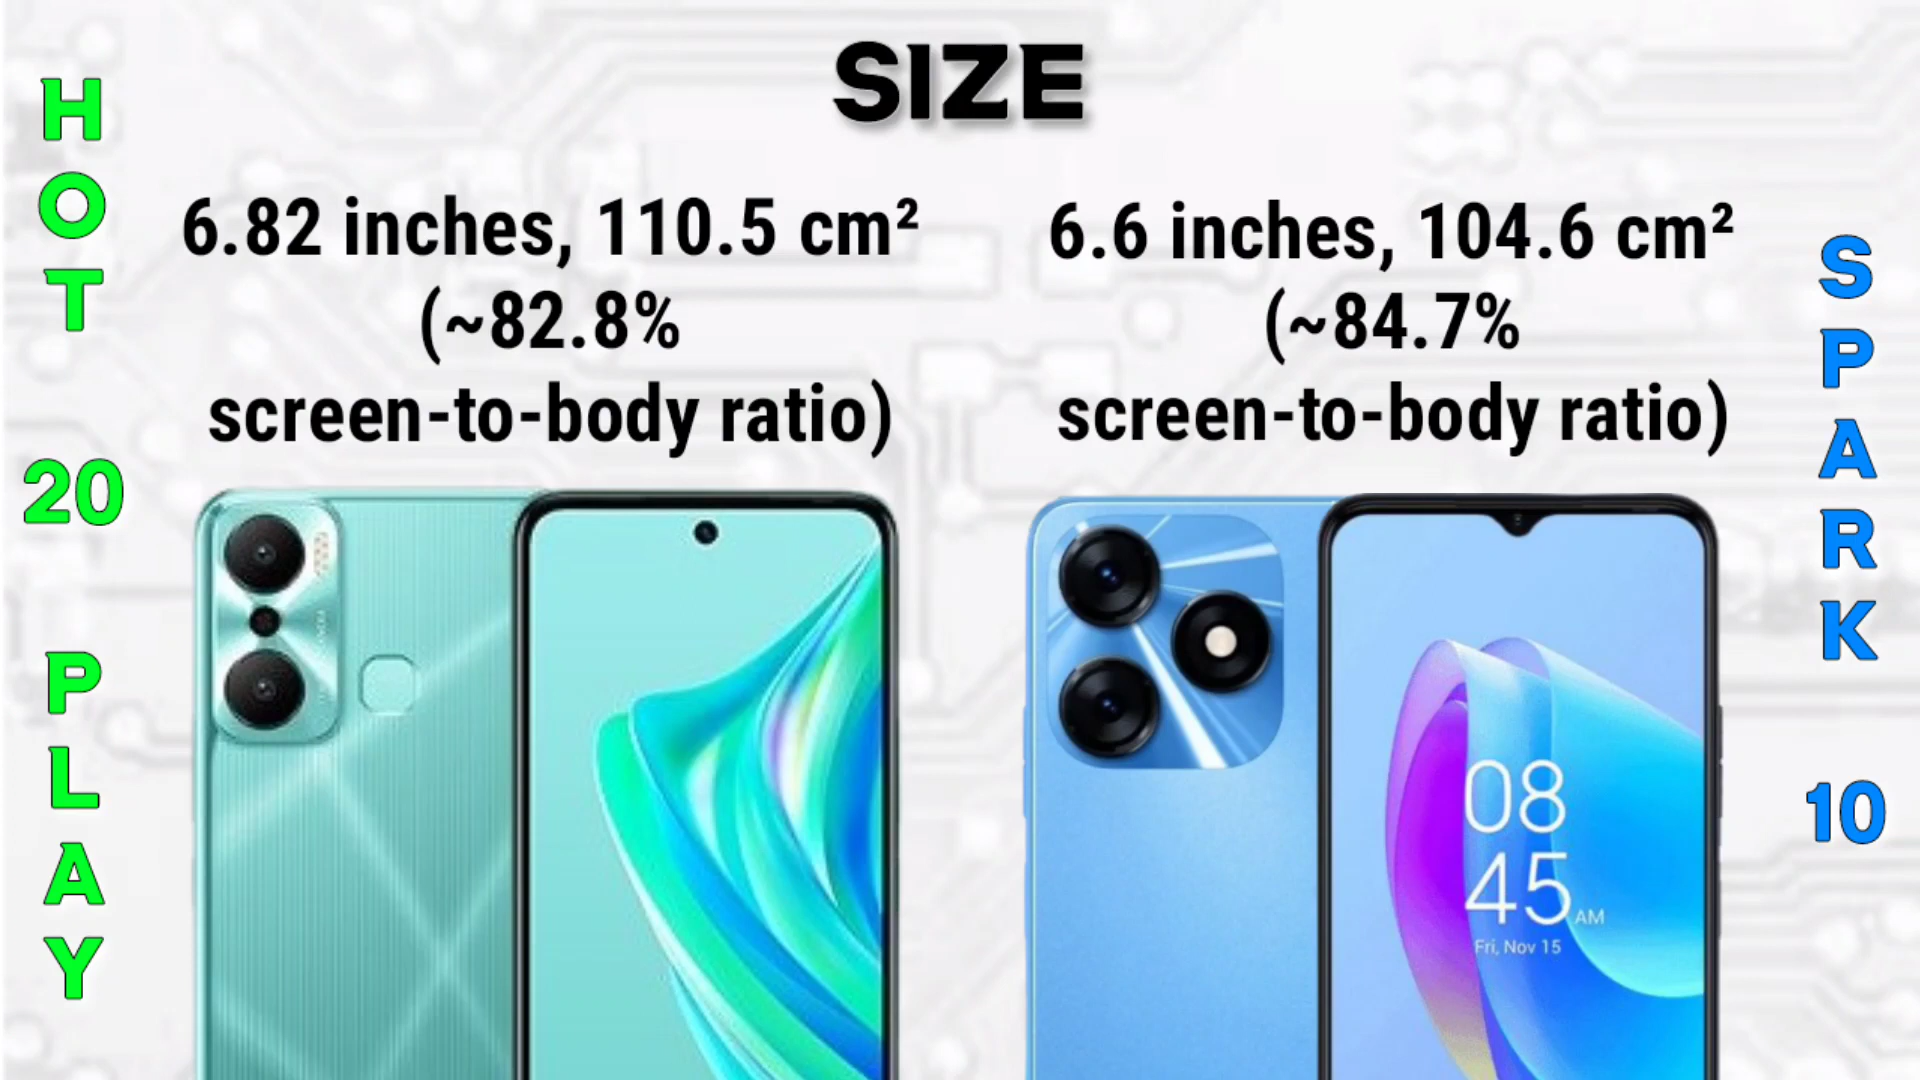 SIZE
HOT 20 PLAY
6.82 inches, 110.5 cm²
(~82.8%
screen-to-body ratio)
6.6 inches, 104.6 cm²
(~84.7%
screen-to-body ratio)
SPARK 10
08
45 AM
Fri, Nov 15